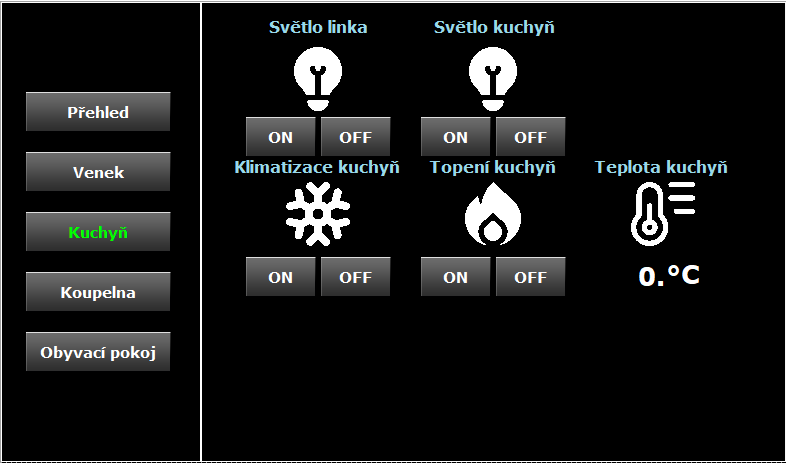 Přehled
Venek
Kuchyň
Koupelna
Obyvací pokoj
Světlo linka
Světlo kuchyň
ON OFF
ON OFF
Klimatizace kuchyň
Topení kuchyň
Teplota kuchyň
ON OFF
ON OFF
0.°C